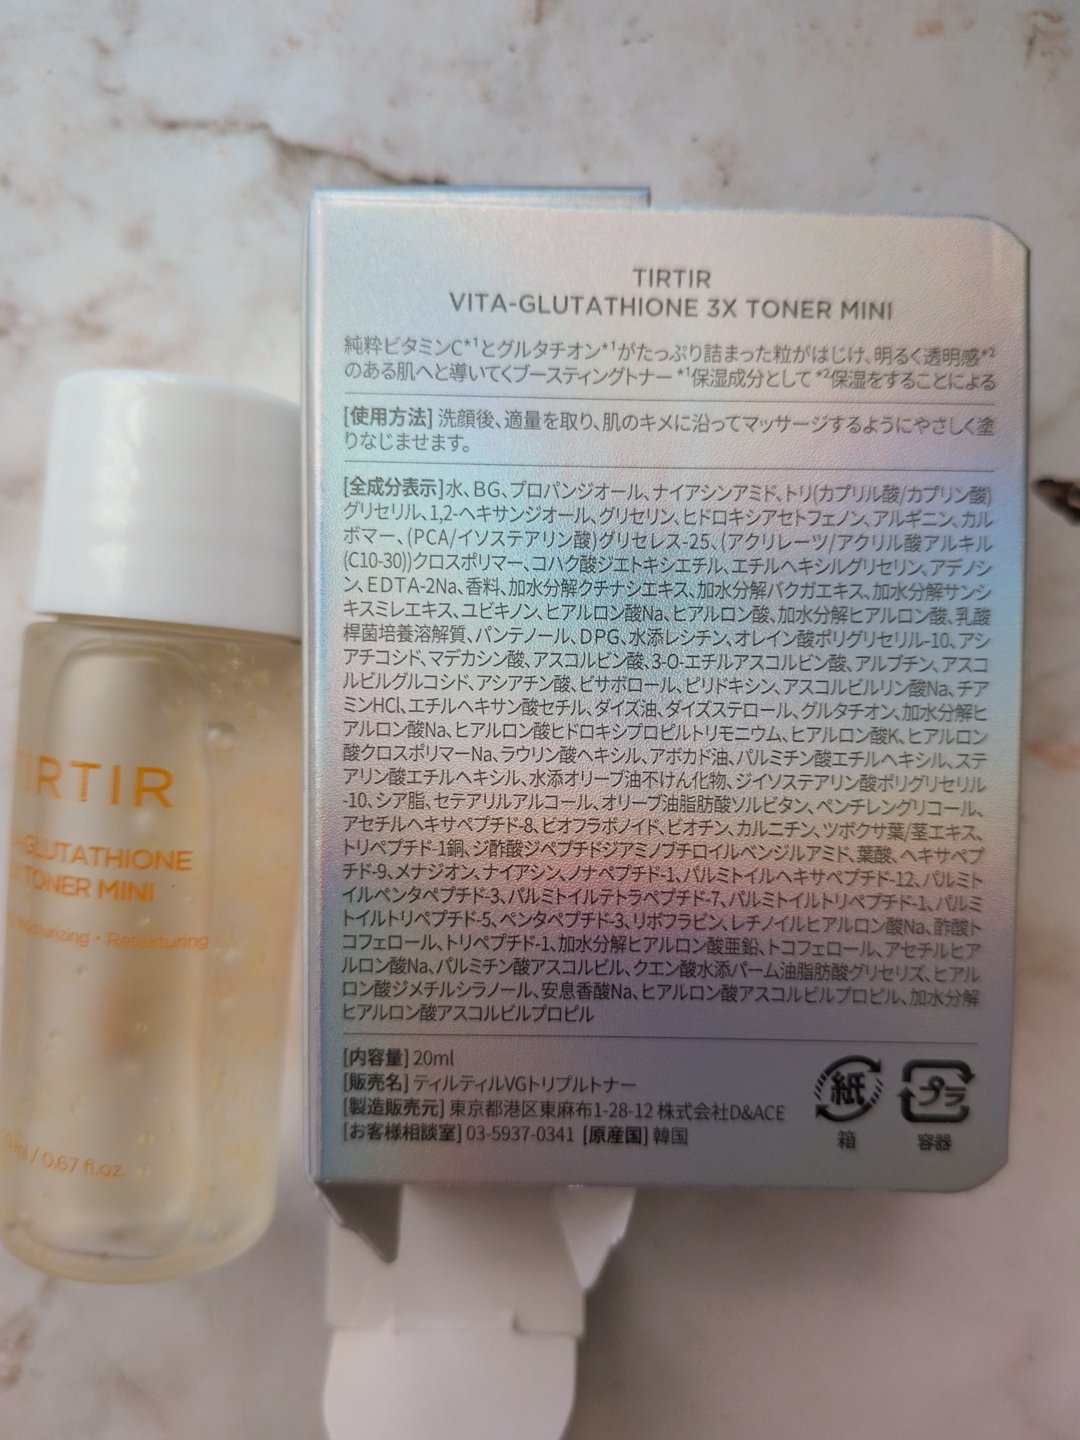 TIRTIR
VITA-GLUTATHIONE 3X TONER MINI
純粋ビタミンC*1とグルタチオン*1がたっぷり詰まった粒がはじけ、明るく透明感*2
のある肌へと導いてくブースティングトナー *1保湿成分として *2保湿をすることによる
[使用方法] 洗顔後、適量を取り、肌のキメに沿ってマッサージするようにやさしく塗
りなじませます。
[全成分表示]水、BG、プロパンジオール、ナイアシンアミド、トリ(カプリル酸/カプリン酸)
グリセリル、1,2-ヘキサンジオール、グリセリン、ヒドロキシアセトフェノン、アルギニン、カル
ボマー、(PCA/イソステアリン酸)グリセレス-25、(アクリレーツ/アクリル酸アルキル
(C10-30))クロスポリマー、コハク酸ジエトキシエチル、エチルヘキシルグリセリン、アデノシ
ン、EDTA-2Na、香料、加水分解クチナシエキス、加水分解バクガエキス、加水分解サンシ
キスミレエキス、ユビキノン、ヒアルロン酸Na、ヒアルロン酸、加水分解ヒアルロン酸、乳酸
桿菌培養溶解質、パンテノール、DPG、水添レシチン、オレイン酸ポリグリセリル-10、アシ
アチコシド、マデカシン酸、アスコルビン酸、3-O-エチルアスコルビン酸、アルブチン、アスコ
ルビルグルコシド、アシアチン酸、ビサボロール、ピリドキシン、アスコルビルリン酸Na、チア
ミンHCl、エチルヘキサン酸セチル、ダイズ油、ダイズステロール、グルタチオン、加水分解ヒ
アルロン酸Na、ヒアルロン酸ヒドロキシプロピルトリモニウム、ヒアルロン酸K、ヒアルロン
酸クロスポリマーNa、ラウリン酸ヘキシル、アボカド油、パルミチン酸エチルヘキシル、ステ
アリン酸エチルヘキシル、水添オリーブ油不けん化物、ジイソステアリン酸ポリグリセリル
-10、シア脂、セテアリルアルコール、オリーブ油脂肪酸ソルビタン、ペンチレングリコール、
アセチルヘキサペプチド-8、ビオフラボノイド、ビオチン、カルニチン、ツボクサ葉/茎エキス、
トリペプチド-1銅、ジ酢酸ジペプチドジアミノブチロイルベンジルアミド、葉酸、ヘキサペプ
チド-9、メナジオン、ナイアシン、ノナペプチド-1、パルミトイルヘキサペプチド-12、パルミト
イルペンタペプチド-3、パルミトイルテトラペプチド-7、パルミトイルトリペプチド-1、パルミ
トイルトリペプチド-5、ペンタペプチド-3、リボフラビン、レチノイルヒアルロン酸Na、酢酸ト
コフェロール、トリペプチド-1、加水分解ヒアルロン酸亜鉛、トコフェロール、アセチルヒア
ルロン酸Na、パルミチン酸アスコルビル、クエン酸水添パーム油脂肪酸グリセリズ、ヒアル
ロン酸ジメチルシラノール、安息香酸Na、ヒアルロン酸アスコルビルプロピル、加水分解
ヒアルロン酸アスコルビルプロピル
[内容量] 20ml
[販売名] ティルティルVGトリプルトナー
[製造販売元] 東京都港区東麻布1-28-12 株式会社D&ACE
[お客様相談室] 03-5937-0341 [原産国] 韓国
紙
箱
プラ
容器
TIRTIR
GLUTATHIONE
TONER MINI
Retexturing
ml / 0.67 fl.oz.